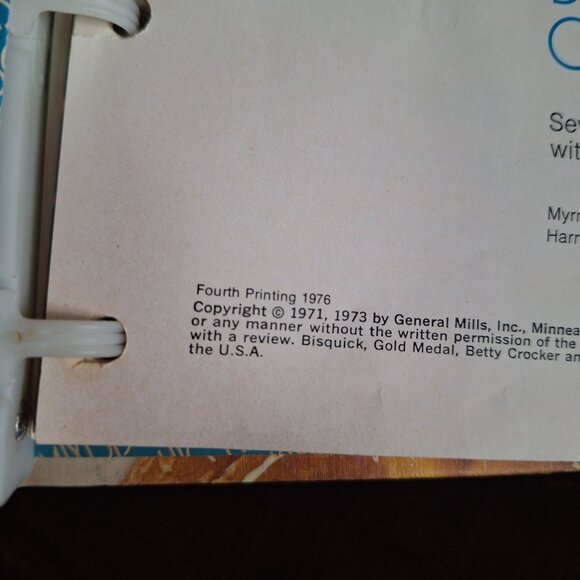 Sev
wit
Myrn
Harr
Fourth Printing 1976
Copyright © 1971, 1973 by General Mills, Inc., Minnea
or any manner without the written permission of the
with a review. Bisquick, Gold Medal, Betty Crocker an
the U.S.A.